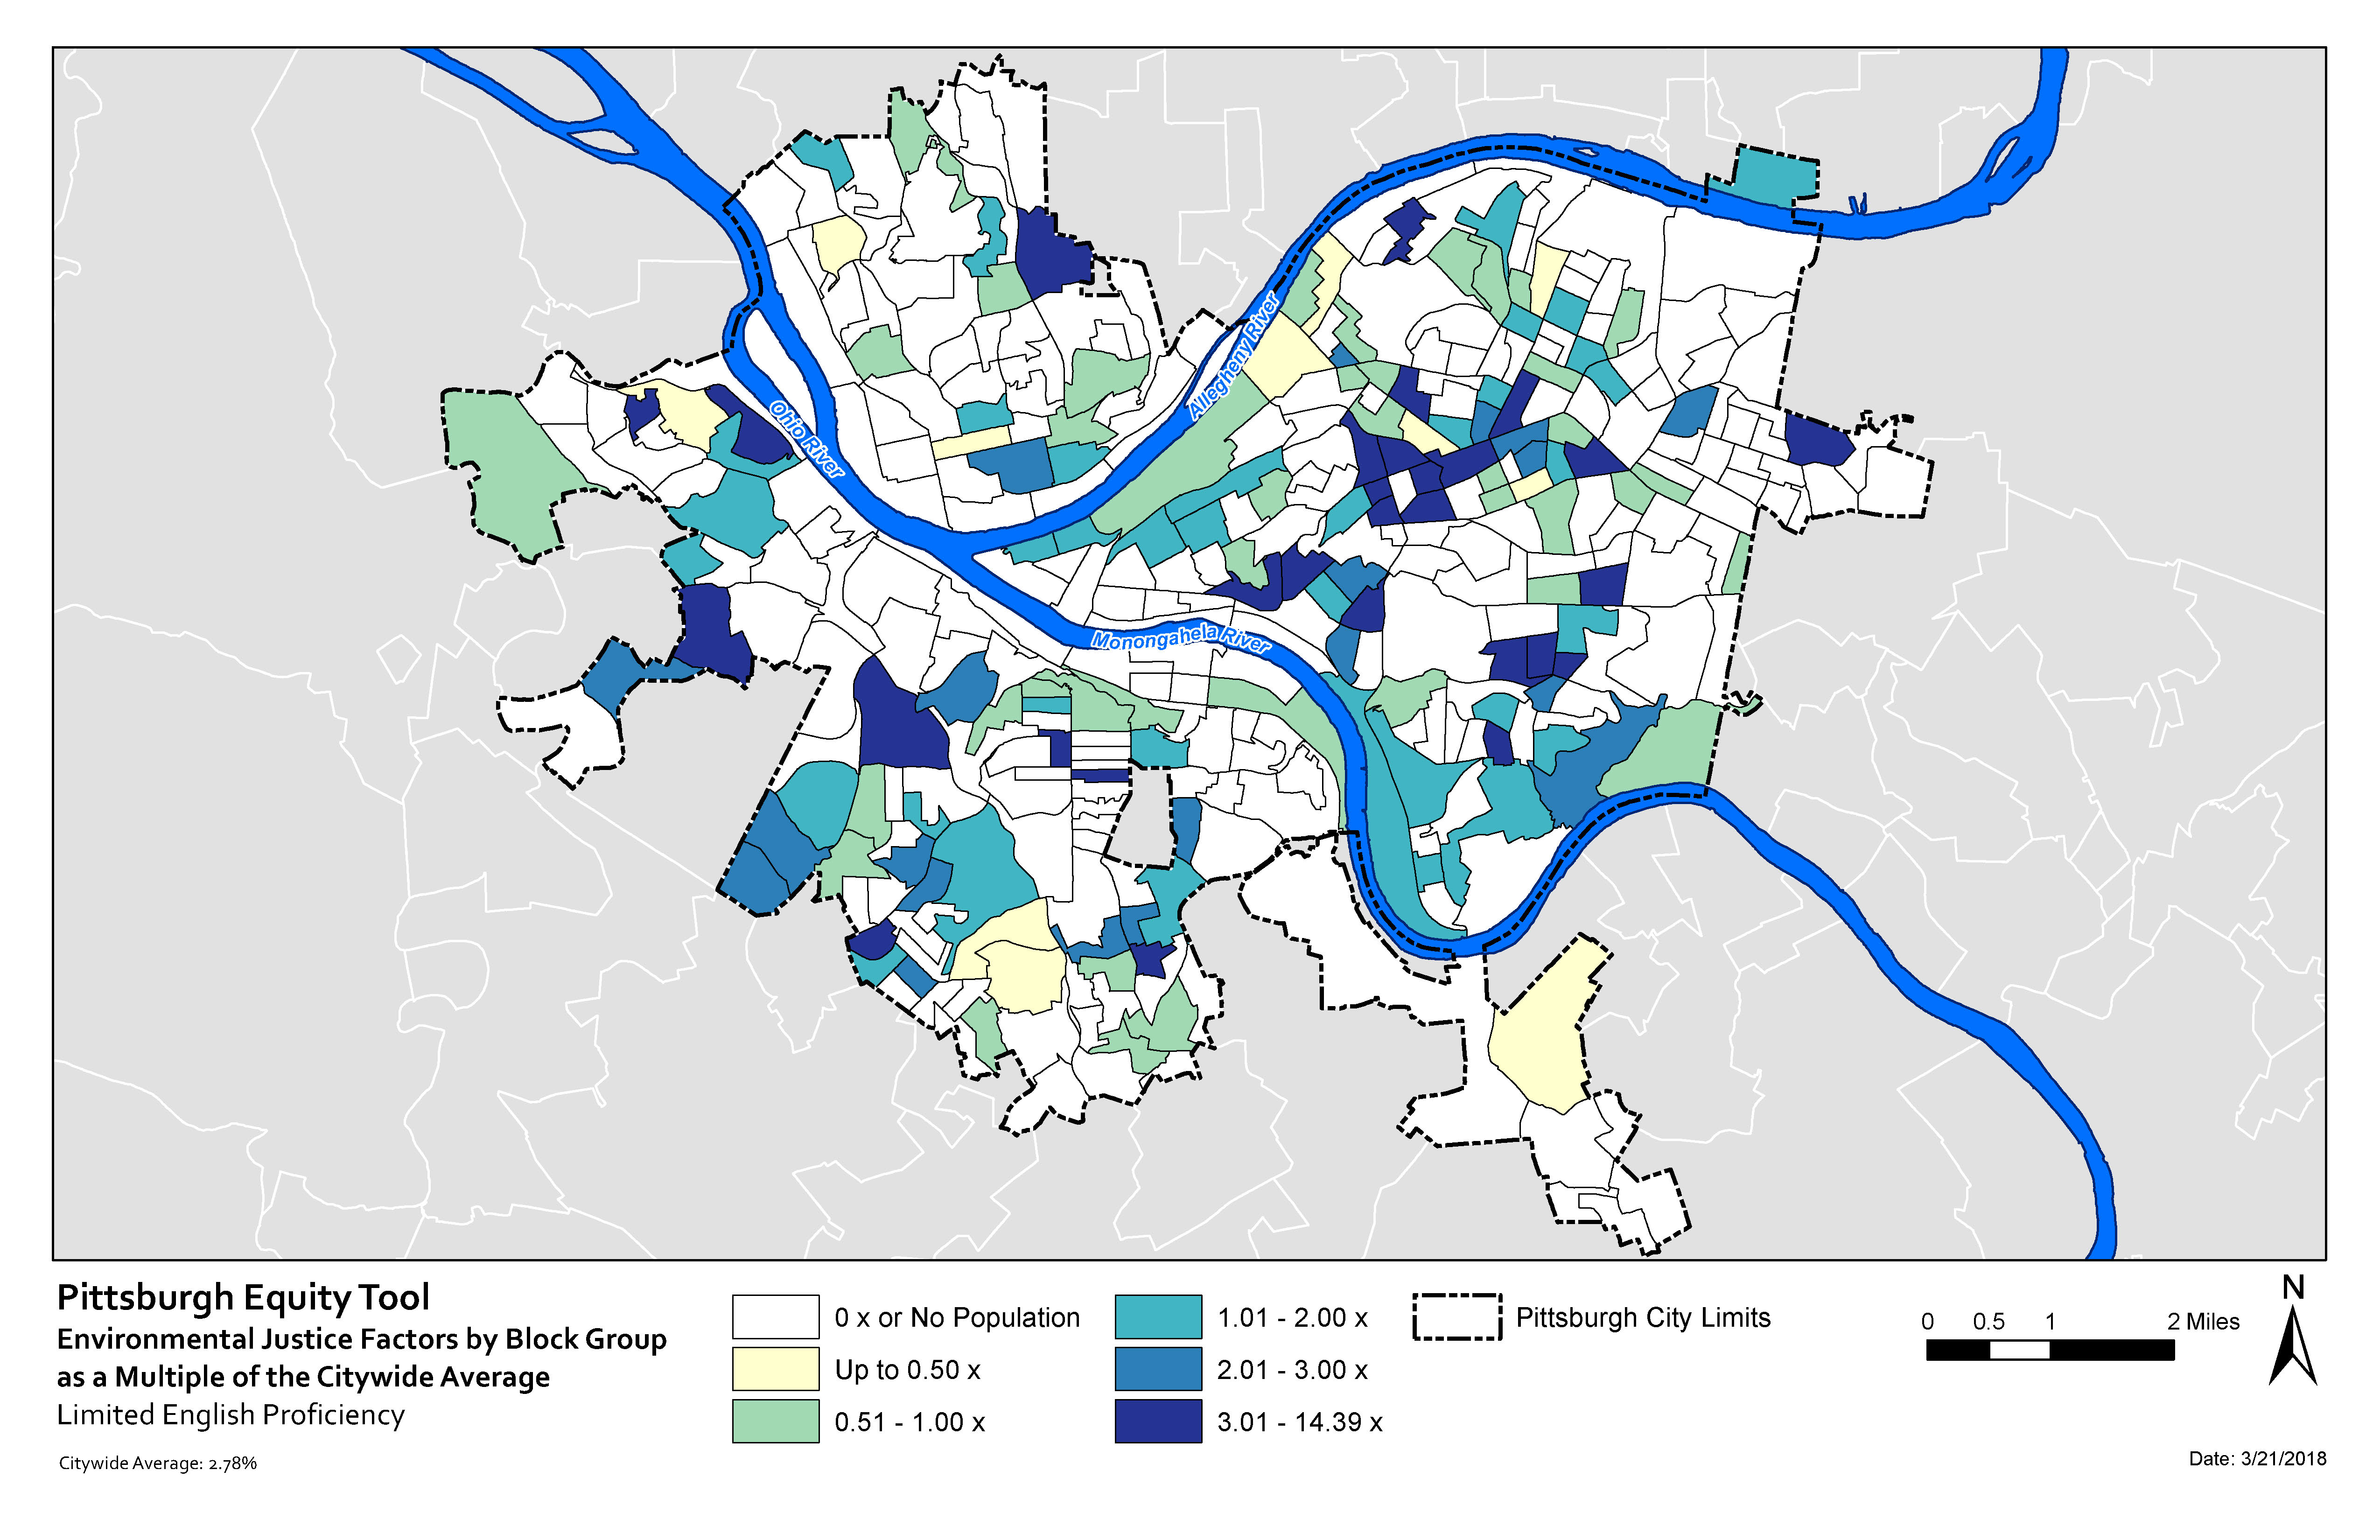 Allegheny River
Ohio River
Monongahela River
Pittsburgh Equity Tool
Environmental Justice Factors by Block Group
as a Multiple of the Citywide Average
Limited English Proficiency
Citywide Average: 2.78%
0 x or No Population
Up to 0.50 x
0.51 - 1.00 x
1.01 - 2.00 x
2.01 - 3.00 x
3.01 - 14.39 x
Pittsburgh City Limits
0 0.5 1 2 Miles
N
Date: 3/21/2018